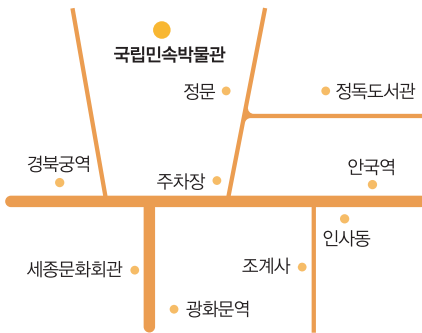 국립민속박물관
정문
정독도서관
경복궁역
주차장
안국역
인사동
세종문화회관
조계사
광화문역